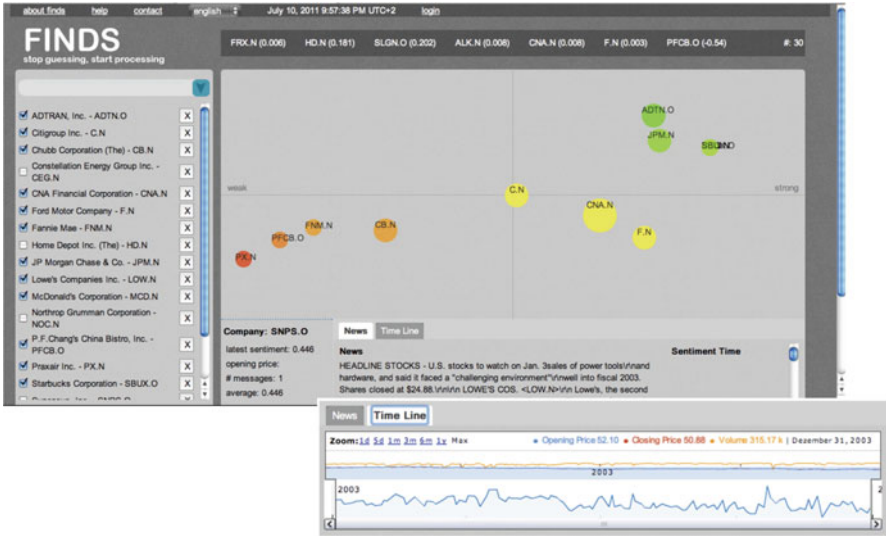 about finds help contact english July 10, 2011 9:57:38 PM UTC+2 login
FINDS
stop guessing, start processing
FRX.N (0.006) HD.N (0.181) SLGN.O (0.202) ALK.N (0.008) CNA.N (0.008) F.N (0.003) PFCB.O (-0.54) #: 30
ADTRAN, Inc. - ADTN.O X
Citigroup Inc. - C.N X
Chubb Corporation (The) - CB.N X
Constellation Energy Group Inc. -
CEG.N X
CNA Financial Corporation - CNA.N X
Ford Motor Company - F.N X
Fannie Mae - FNM.N X
Home Depot Inc. (The) - HD.N X
JP Morgan Chase & Co. - JPM.N X
Lowe's Companies Inc. - LOW.N X
McDonald's Corporation - MCD.N X
Northrop Grumman Corporation -
NOC.N X
P.F.Chang's China Bistro, Inc. -
PFCB.O X
Praxair Inc. - PX.N X
Starbucks Corporation - SBUX.O X
ADTN.O
JPM.N
weak
strong
C.N
CNA.N
F.N
CB.N
FNM.N
PFCB.O
PX.N
Company: SNPS.O
latest sentiment: 0.446
opening price:
# messages: 1
average: 0.446
News Time Line
News Sentiment Time
HEADLINE STOCKS - U.S. stocks to watch on Jan. 3sales of power tools\r\nand
hardware, and said it faced a "challenging environment"\r\nwell into fiscal 2003.
Shares closed at $24.88.\r\n\r\n LOWE'S COS. <LOW.N>\r\n Lowe's, the second
News Time Line
Zoom: 1d 5d 1m 3m 6m 1y Max Opening Price 52.10 Closing Price 50.88 Volume 315.17 k | Dezember 31, 2003
2003
2003 2